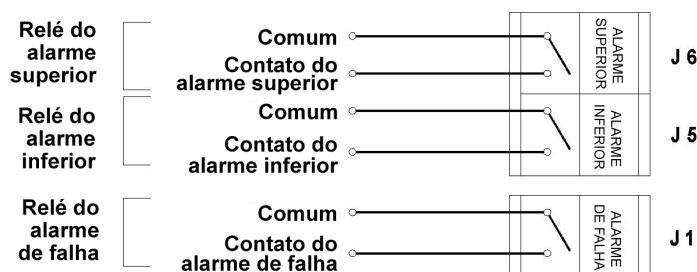 Relé do
alarme
superior
Comum
Contato do
alarme superior
ALARME
SUPERIOR
J 6
Relé do
alarme
inferior
Comum
Contato do
alarme inferior
ALARME
INFERIOR
J 5
Relé do
alarme
de falha
Comum
Contato do
alarme de falha
ALARME
DE FALHA
J 1